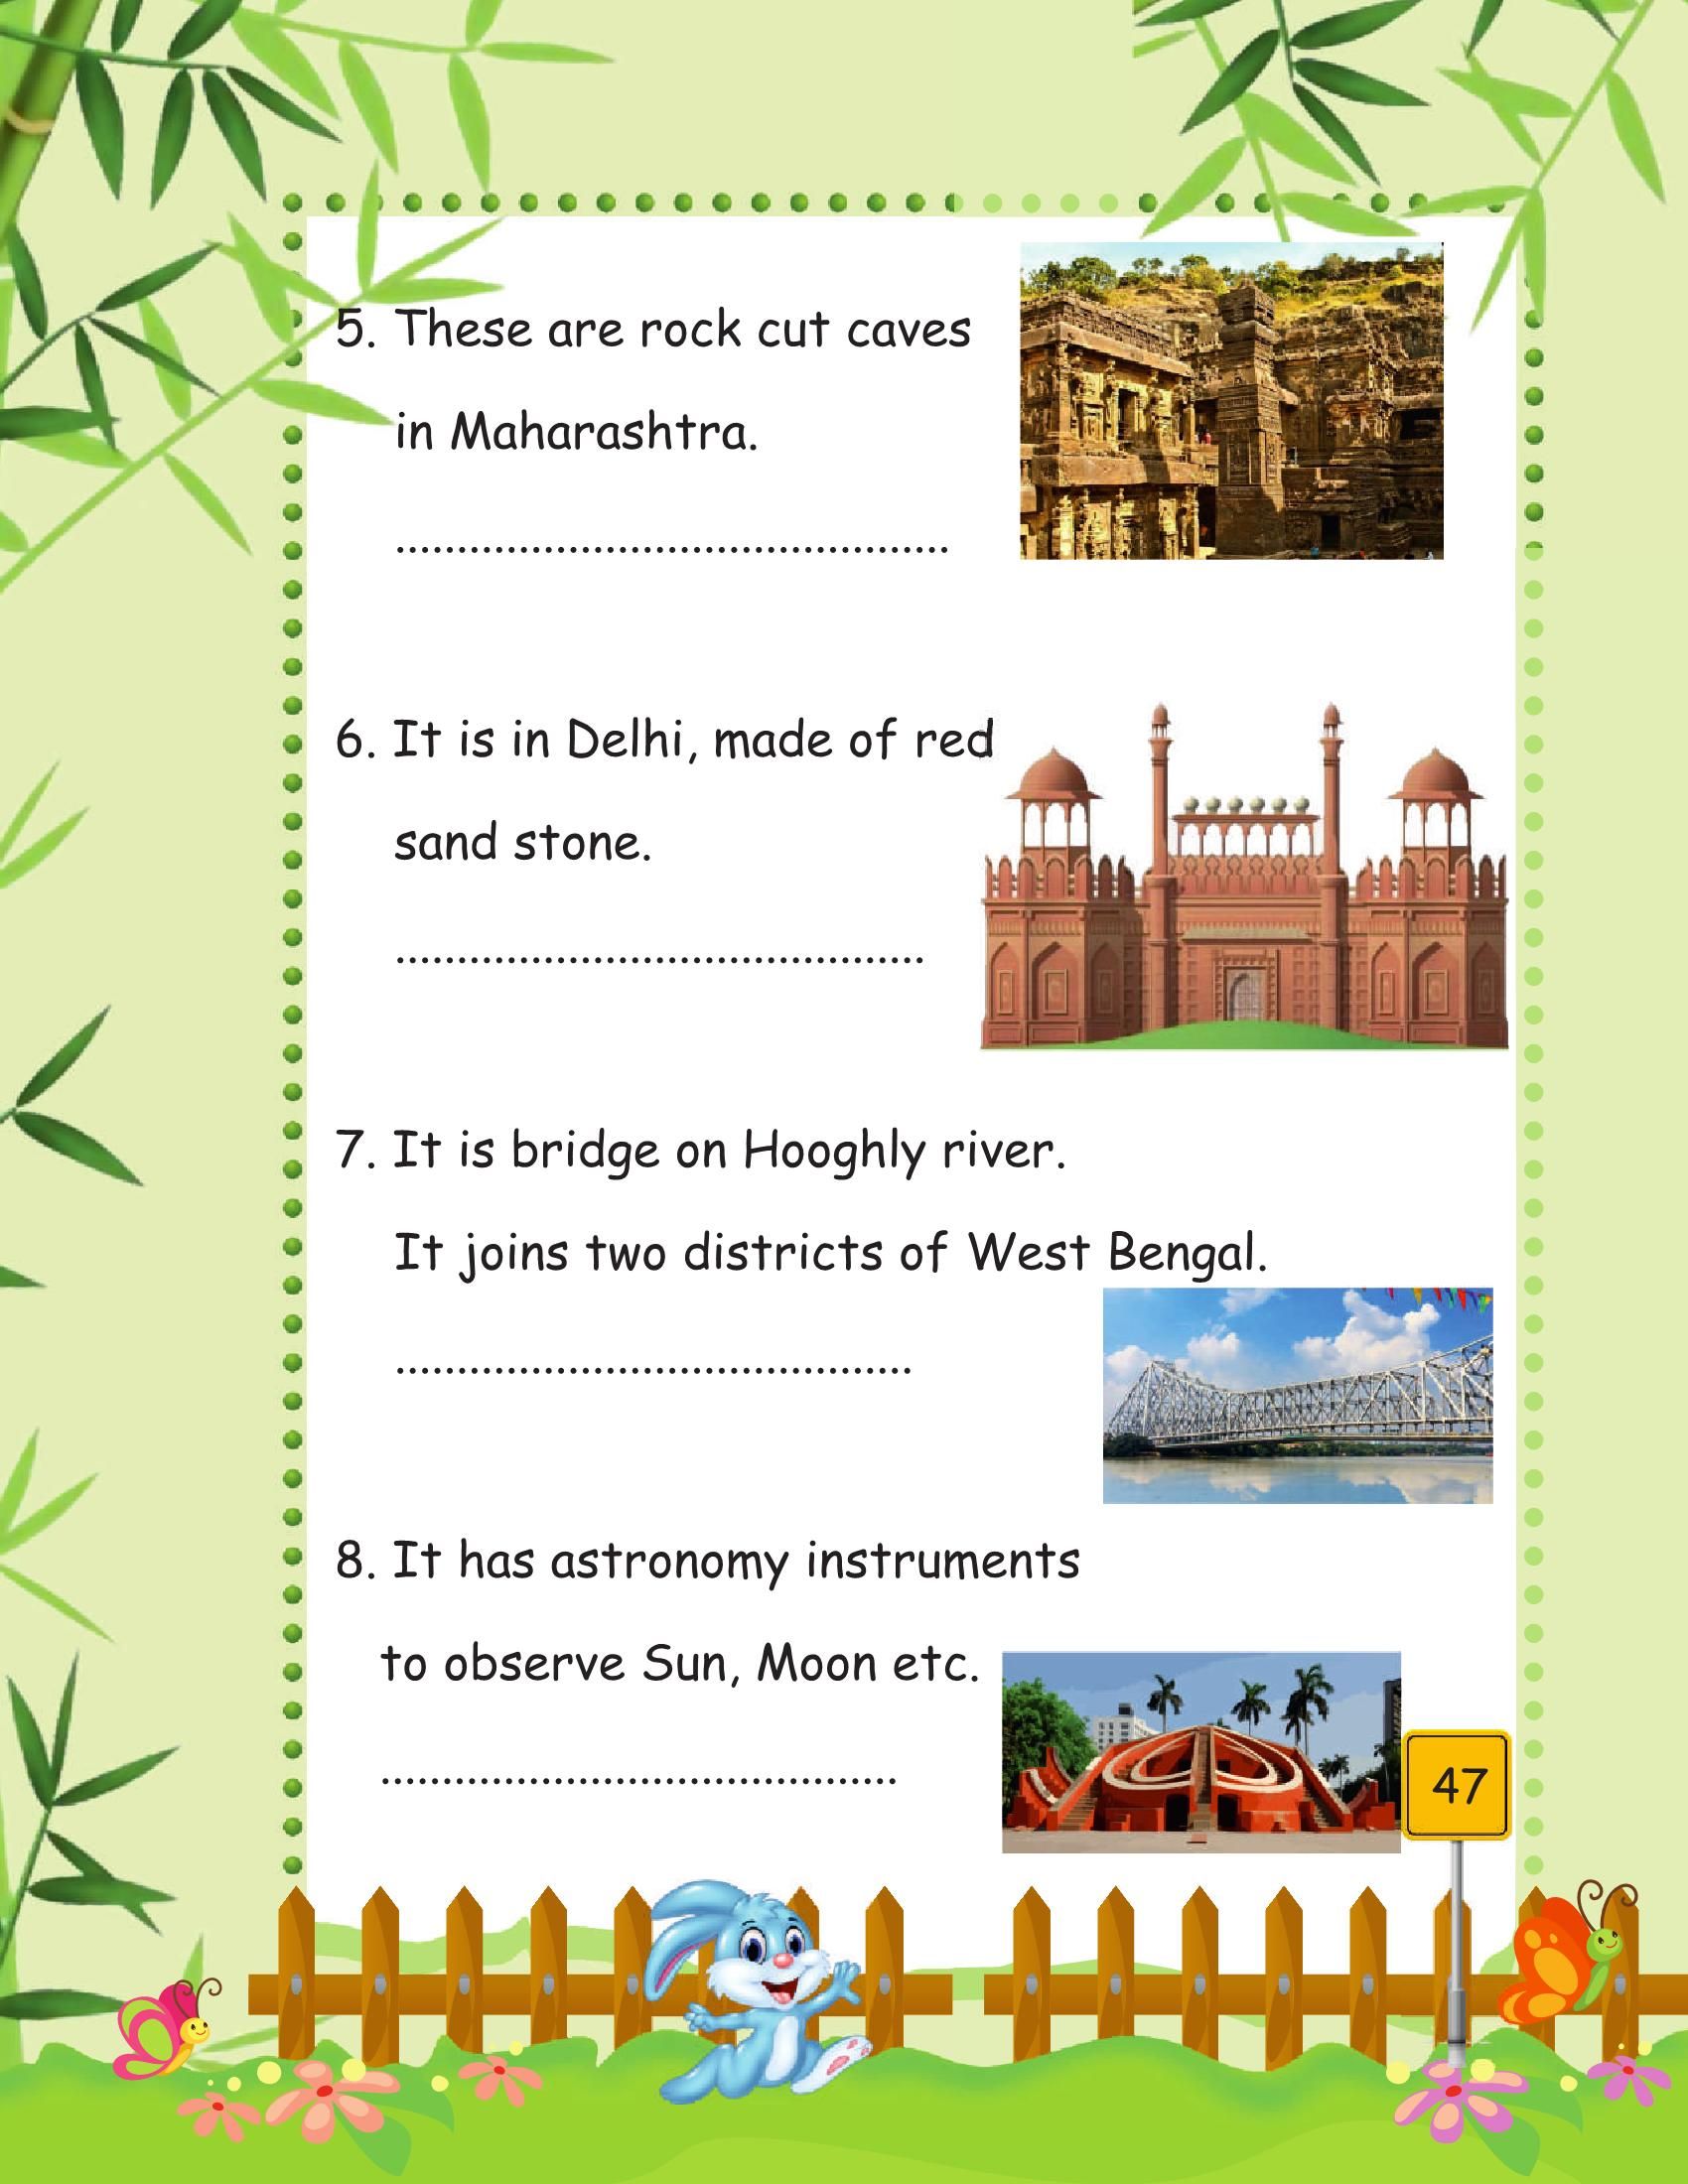 5. These are rock cut caves
in Maharashtra.
.............................................
6. It is in Delhi, made of red
sand stone.
...........................................
7. It is bridge on Hooghly river.
It joins two districts of West Bengal.
..........................................
8. It has astronomy instruments
to observe Sun, Moon etc.
..........................................
47